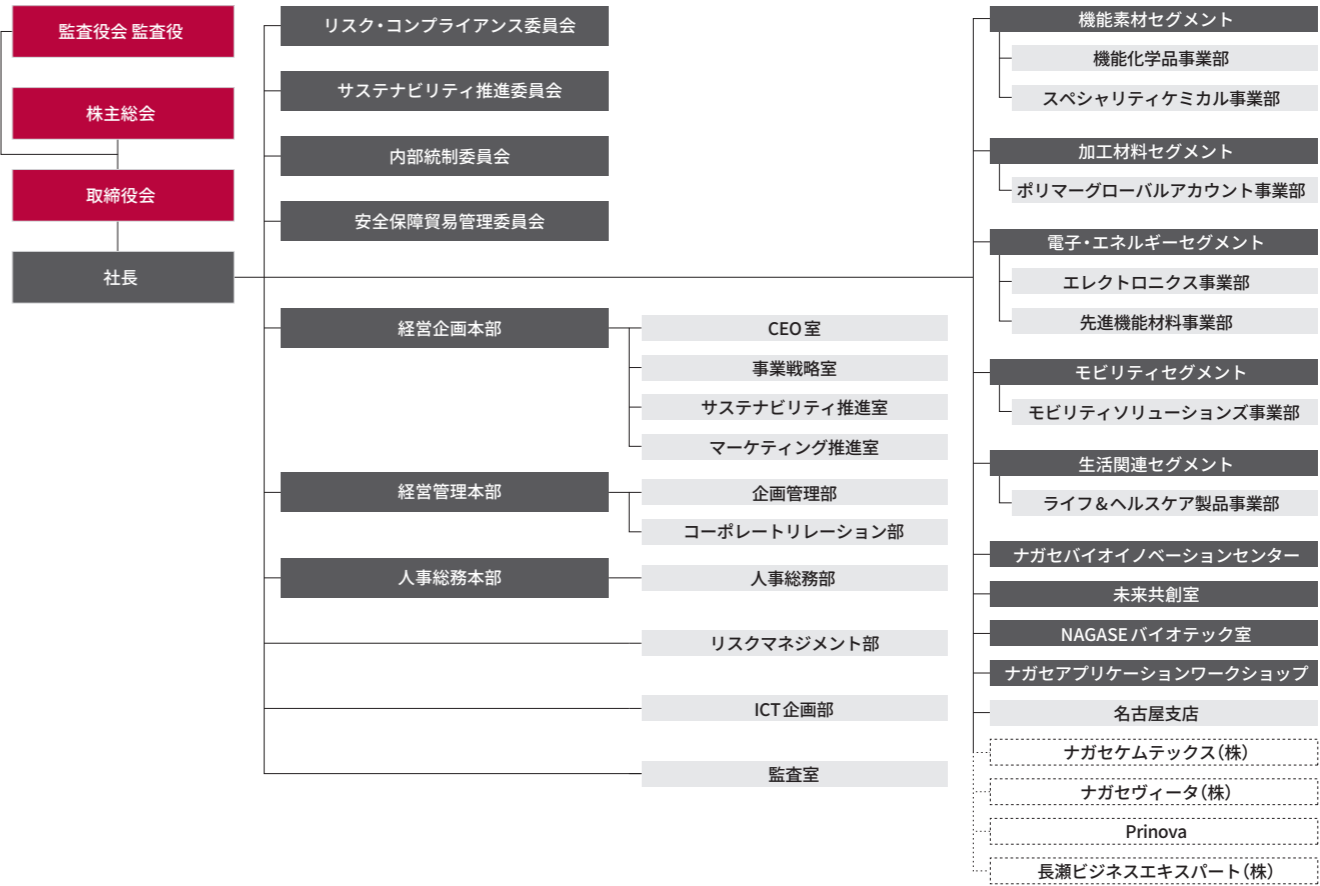 監査役会 監査役
株主総会
取締役会
社長
リスク・コンプライアンス委員会
サステナビリティ推進委員会
内部統制委員会
安全保障貿易管理委員会
経営企画本部
CEO室
事業戦略室
サステナビリティ推進室
マーケティング推進室
経営管理本部
企画管理部
コーポレートリレーション部
人事総務本部
人事総務部
リスクマネジメント部
ICT企画部
監査室
機能素材セグメント
機能化学品事業部
スペシャリティケミカル事業部
加工材料セグメント
ポリマーグローバルアカウント事業部
電子・エネルギーセグメント
エレクトロニクス事業部
先進機能材料事業部
モビリティセグメント
モビリティソリューションズ事業部
生活関連セグメント
ライフ&ヘルスケア製品事業部
ナガセバイオイノベーションセンター
未来共創室
NAGASEバイオテック室
ナガセアプリケーションワークショップ
名古屋支店
ナガセケムテックス(株)
ナガセヴィータ(株)
Prinova
長瀬ビジネスエキスパート(株)